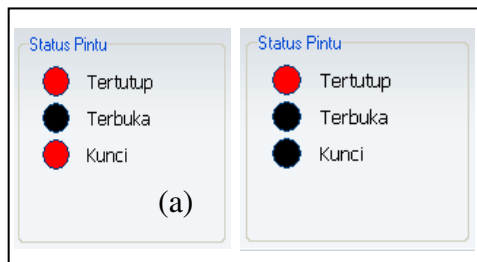 Status Pintu
Tertutup
Terbuka
Kunci
(a)
Status Pintu
Tertutup
Terbuka
Kunci